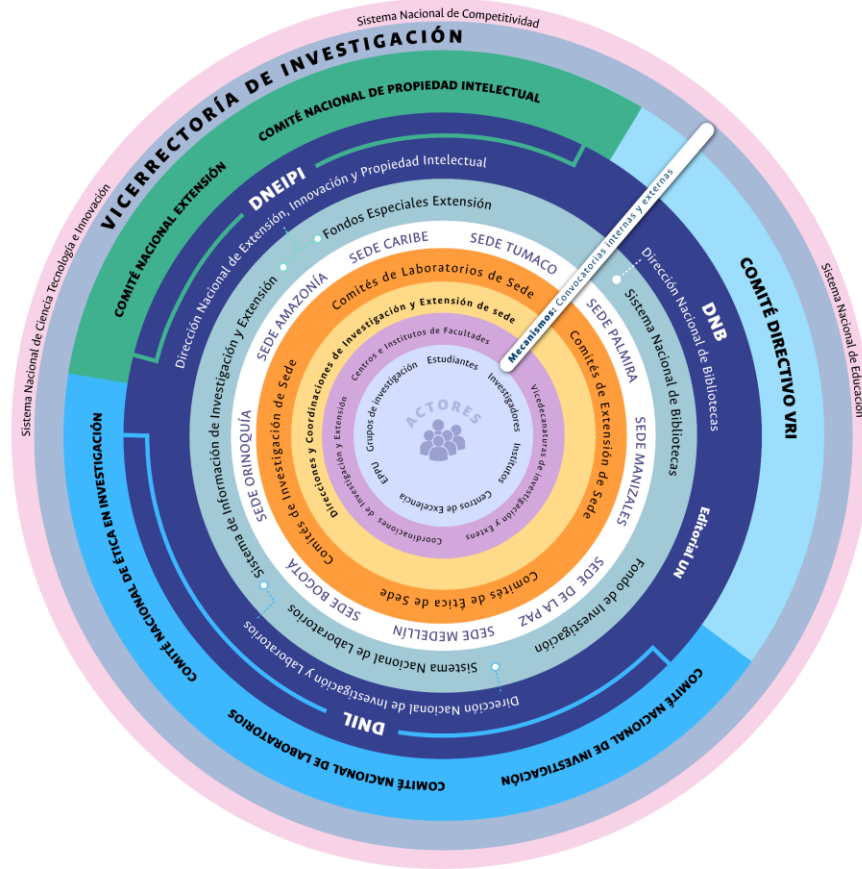 Sistema Nacional de Competitividad
Sistema Nacional de Ciencia Tecnología e Innovación
Sistema Nacional de Educación
VICERRECTORÍA DE INVESTIGACIÓN
COMITÉ NACIONAL EXTENSIÓN
COMITÉ NACIONAL DE PROPIEDAD INTELECTUAL
COMITÉ DIRECTIVO VRI
COMITÉ NACIONAL DE INVESTIGACIÓN
COMITÉ NACIONAL DE LABORATORIOS
COMITÉ NACIONAL DE ÉTICA EN INVESTIGACIÓN
DNEIPI
Dirección Nacional de Extensión, Innovación y Propiedad Intelectual
DNB
Dirección Nacional de Bibliotecas
Editorial UN
DNIL
Dirección Nacional de Investigación y Laboratorios
Fondos Especiales Extensión
Sistema Nacional de Bibliotecas
Fondo de Investigación
Sistema Nacional de Laboratorios
Sistema de Información de Investigación y Extensión
SEDE CARIBE
SEDE TUMACO
SEDE PALMIRA
SEDE MANIZALES
SEDE DE LA PAZ
SEDE MEDELLÍN
SEDE BOGOTÁ
SEDE ORINOQUÍA
SEDE AMAZONÍA
Comités de Laboratorios de Sede
Comités de Extensión de Sede
Comités de Ética de Sede
Comités de Investigación de Sede
Direcciones y Coordinaciones de Investigación y Extensión de sede
Centros e Institutos de Facultades
Vicedecanaturas de investigación y Extens
Coordinaciones de Investigación y Extensión
Estudiantes
Investigadores
Institutos
Centros de Excelencia
EPPU
Grupos de investigación
ACTORES
Mecanismos: Convocatorias internas y externas